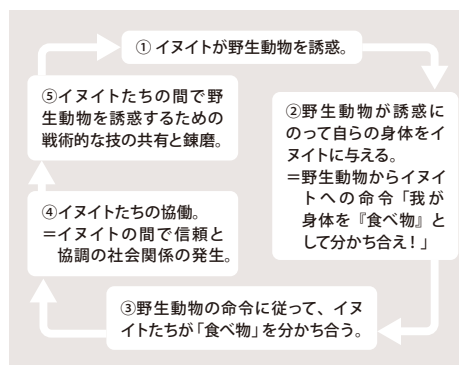 ① イヌイトが野生動物を誘惑。
②野生動物が誘惑に
のって自らの身体をイ
ヌイトに与える。
＝野生動物からイヌイ
トへの命令「我が
身体を『食べ物』と
して分かち合え！」
③野生動物の命令に従って、イヌ
イトたちが「食べ物」を分かち合う。
④イヌイトたちの協働。
＝イヌイトの間で信頼と
協調の社会関係の発生。
⑤イヌイトたちの間で野
生動物を誘惑するための
戦術的な技の共有と錬磨。